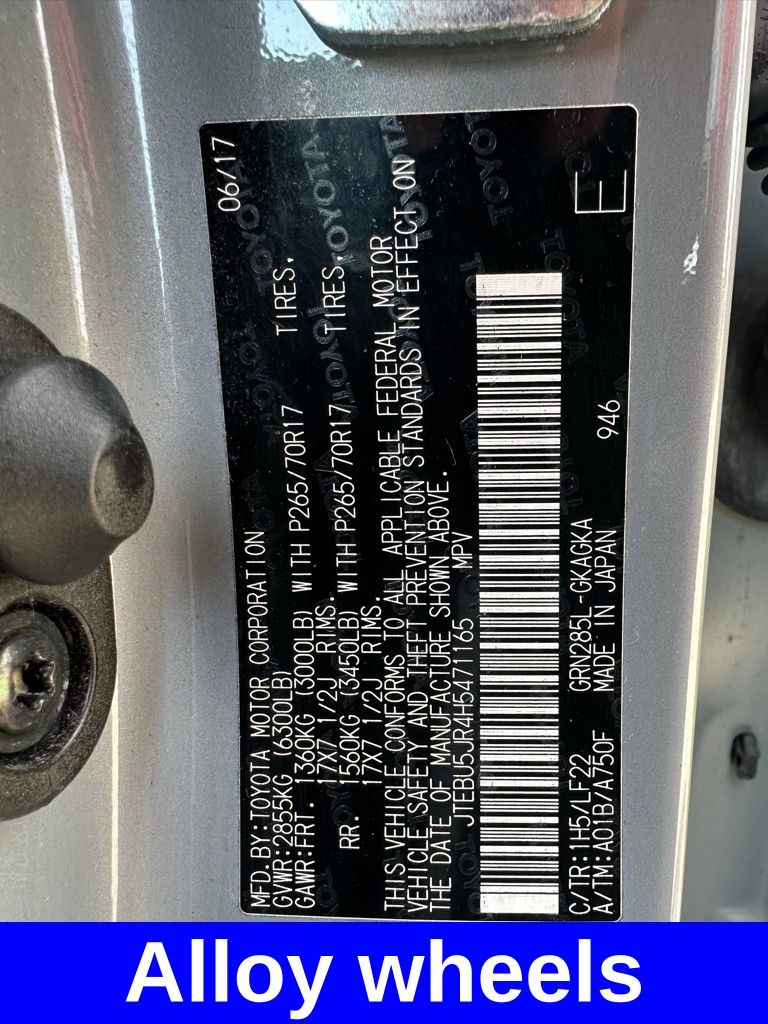 MFD.BY:TOYOTA MOTOR CORPORATION 06/17
GVWR:2855KG (6300LB)
GAWR:FRT. 1360KG (3000LB) WITH P265/70R17 TIRES,
17X7 1/2J RIMS.
RR. 1560KG (3450LB) WITH P265/70R17 TIRES,
17X7 1/2J RIMS.
THIS VEHICLE CONFORMS TO ALL APPLICABLE FEDERAL MOTOR
VEHICLE SAFETY AND THEFT PREVENTION STANDARDS IN EFFECT ON
THE DATE OF MANUFACTURE SHOWN ABOVE.
JTEBU5JR4H5471165 MPV
C/TR:1H5/LF22 GRN285L-GKAGKA
A/TM:A01B/A750F MADE IN JAPAN 946
E
Alloy wheels